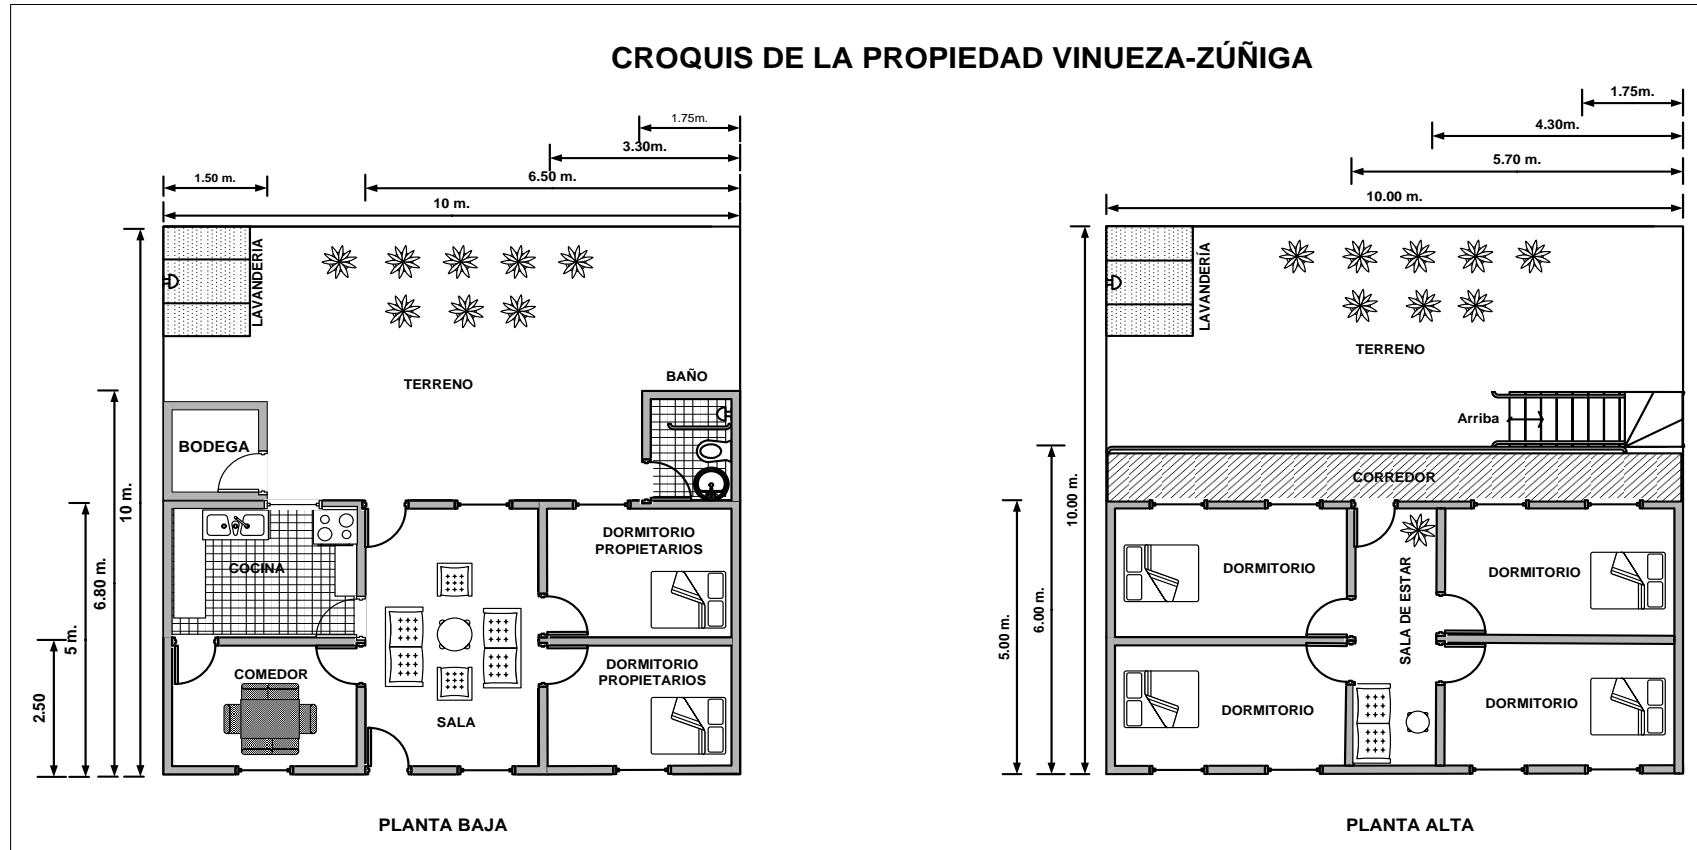 CROQUIS DE LA PROPIEDAD VINUEZA-ZÚÑIGA
1.75m.
3.30m.
6.50 m.
1.50 m.
10 m.
LAVANDERIA
TERRENO
BAÑO
BODEGA
10 m.
6.80 m.
5 m.
2.50
COCINA
DORMITORIO
PROPIETARIOS
COMEDOR
DORMITORIO
PROPIETARIOS
SALA
PLANTA BAJA
1.75m.
4.30m.
5.70 m.
10.00 m.
LAVANDERÍA
TERRENO
Arriba
CORREDOR
10.00 m.
6.00 m.
5.00 m.
DORMITORIO
SALA DE ESTAR
DORMITORIO
DORMITORIO
DORMITORIO
PLANTA ALTA